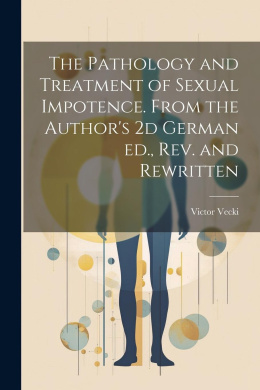 The Pathology and
Treatment of Sexual
Impotence. From the
Author's 2d German
ed., Rev. and
Rewritten
Victor Vecki